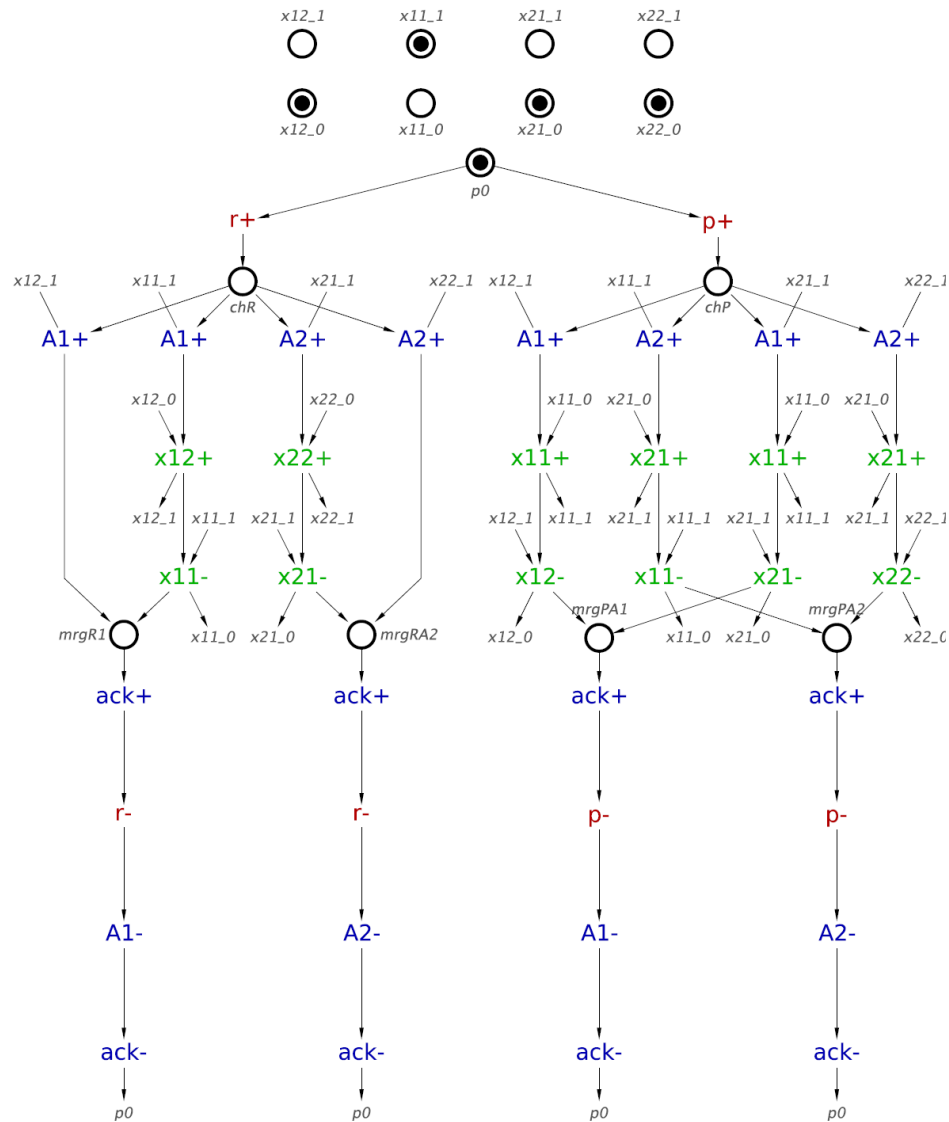 x12_1 x11_1 x21_1 x22_1
x12_0 x11_0 x21_0 x22_0
p0
r+ p+
x12_1 x11_1 x21_1 x22_1 x12_1 x11_1 x21_1 x22_1
chR chP
A1+ A1+ A2+ A2+ A1+ A2+ A1+ A2+
x12_0 x22_0 x11_0 x21_0 x11_0 x21_0
x12+ x22+ x11+ x21+ x11+ x21+
x12_1 x11_1 x21_1 x22_1 x12_1 x11_1 x21_1 x11_1 x21_1 x11_1 x21_1 x22_1
x11- x21- x12- x11- x21- x22-
mrgPA1 mrgPA2
mrgR1 x11_0 x21_0 mrgRA2 x12_0 x11_0 x21_0 x22_0
ack+ ack+ ack+ ack+
r- r- p- p-
A1- A2- A1- A2-
ack- ack- ack- ack-
p0 p0 p0 p0